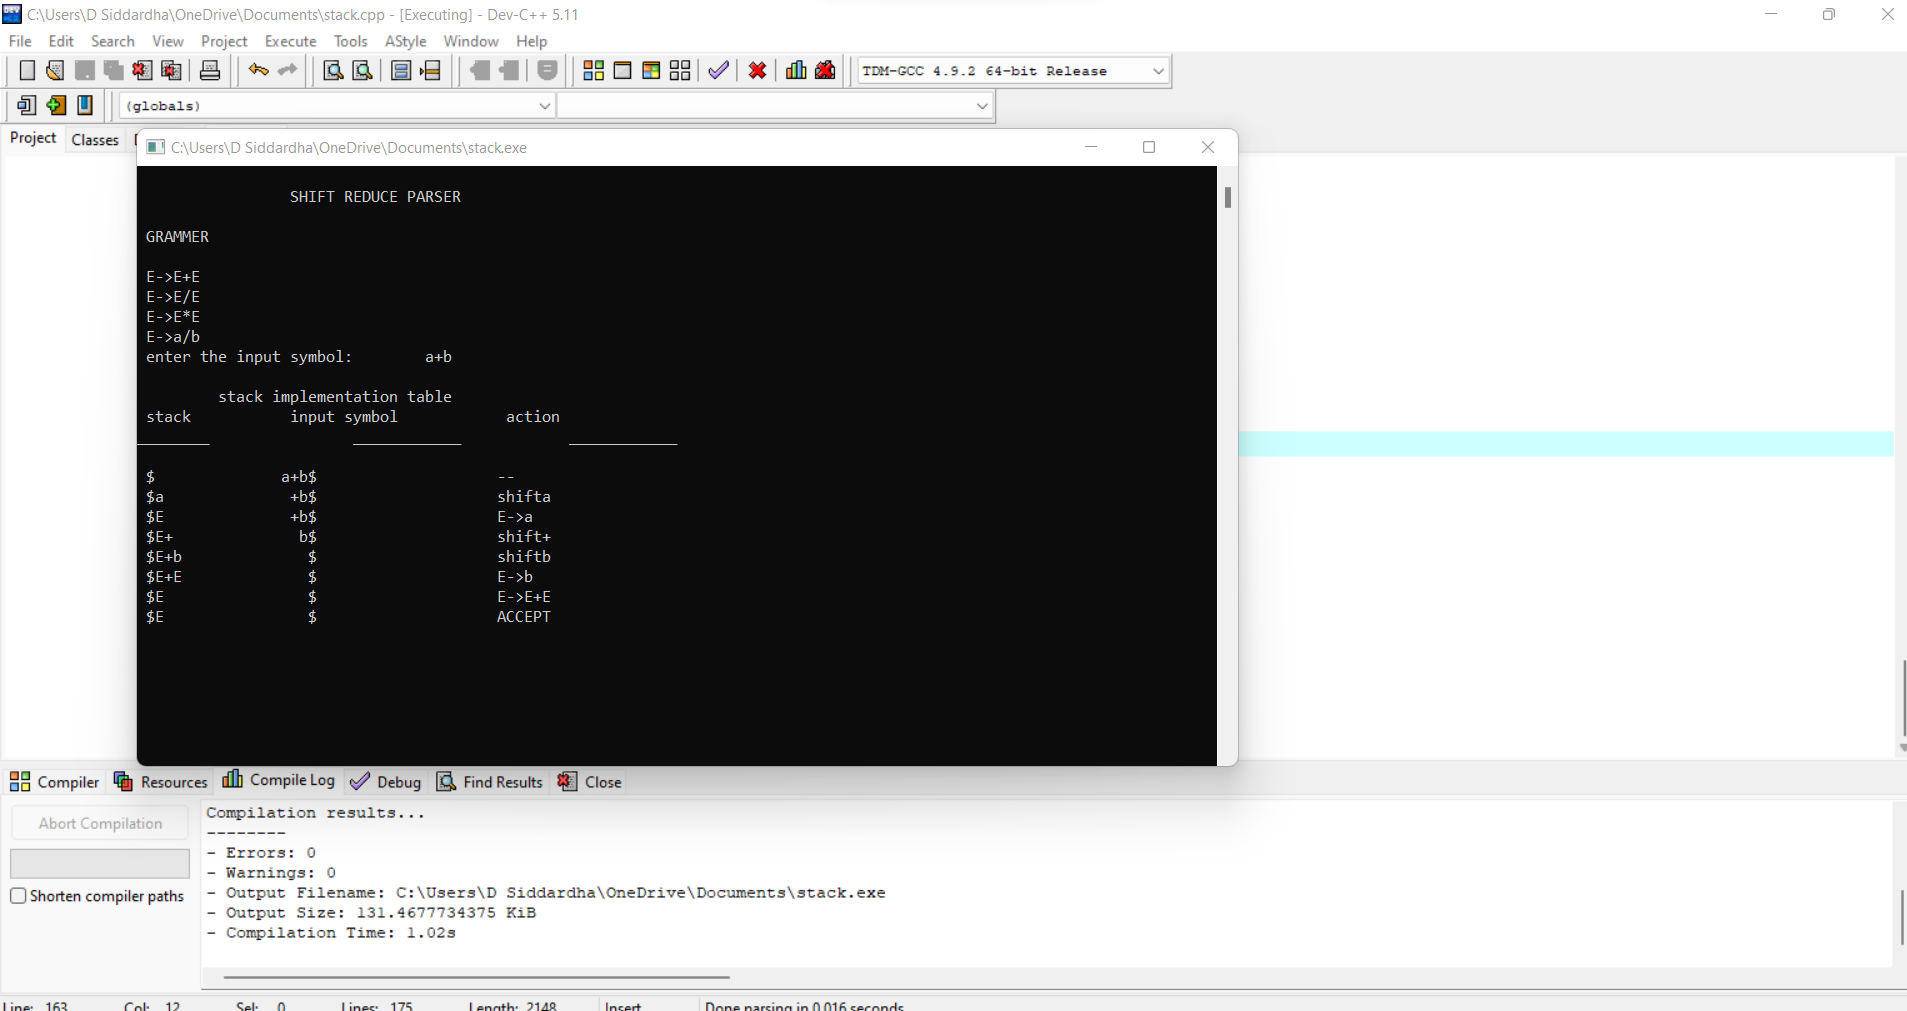 C:\Users\D Siddardha\OneDrive\Documents\stack.cpp - [Executing] - Dev-C++ 5.11
File Edit Search View Project Execute Tools AStyle Window Help
TDM-GCC 4.9.2 64-bit Release
(globals)
Project Classes
C:\Users\D Siddardha\OneDrive\Documents\stack.exe
SHIFT REDUCE PARSER
GRAMMER
E->E+E
E->E/E
E->E*E
E->a/b
enter the input symbol: a+b
stack implementation table
stack input symbol action
$ a+b$ --
$a +b$ shifta
$E +b$ E->a
$E+ b$ shift+
$E+b $ shiftb
$E+E $ E->b
$E $ E->E+E
$E $ ACCEPT
Compiler Resources Compile Log Debug Find Results Close
Abort Compilation
Shorten compiler paths
Compilation results...
--------
- Errors: 0
- Warnings: 0
- Output Filename: C:\Users\D Siddardha\OneDrive\Documents\stack.exe
- Output Size: 131.4677734375 KiB
- Compilation Time: 1.02s
Line: 163 Col: 12 Sel: 0 Lines: 175 Length: 2148 Insert Done parsing in 0.016 seconds